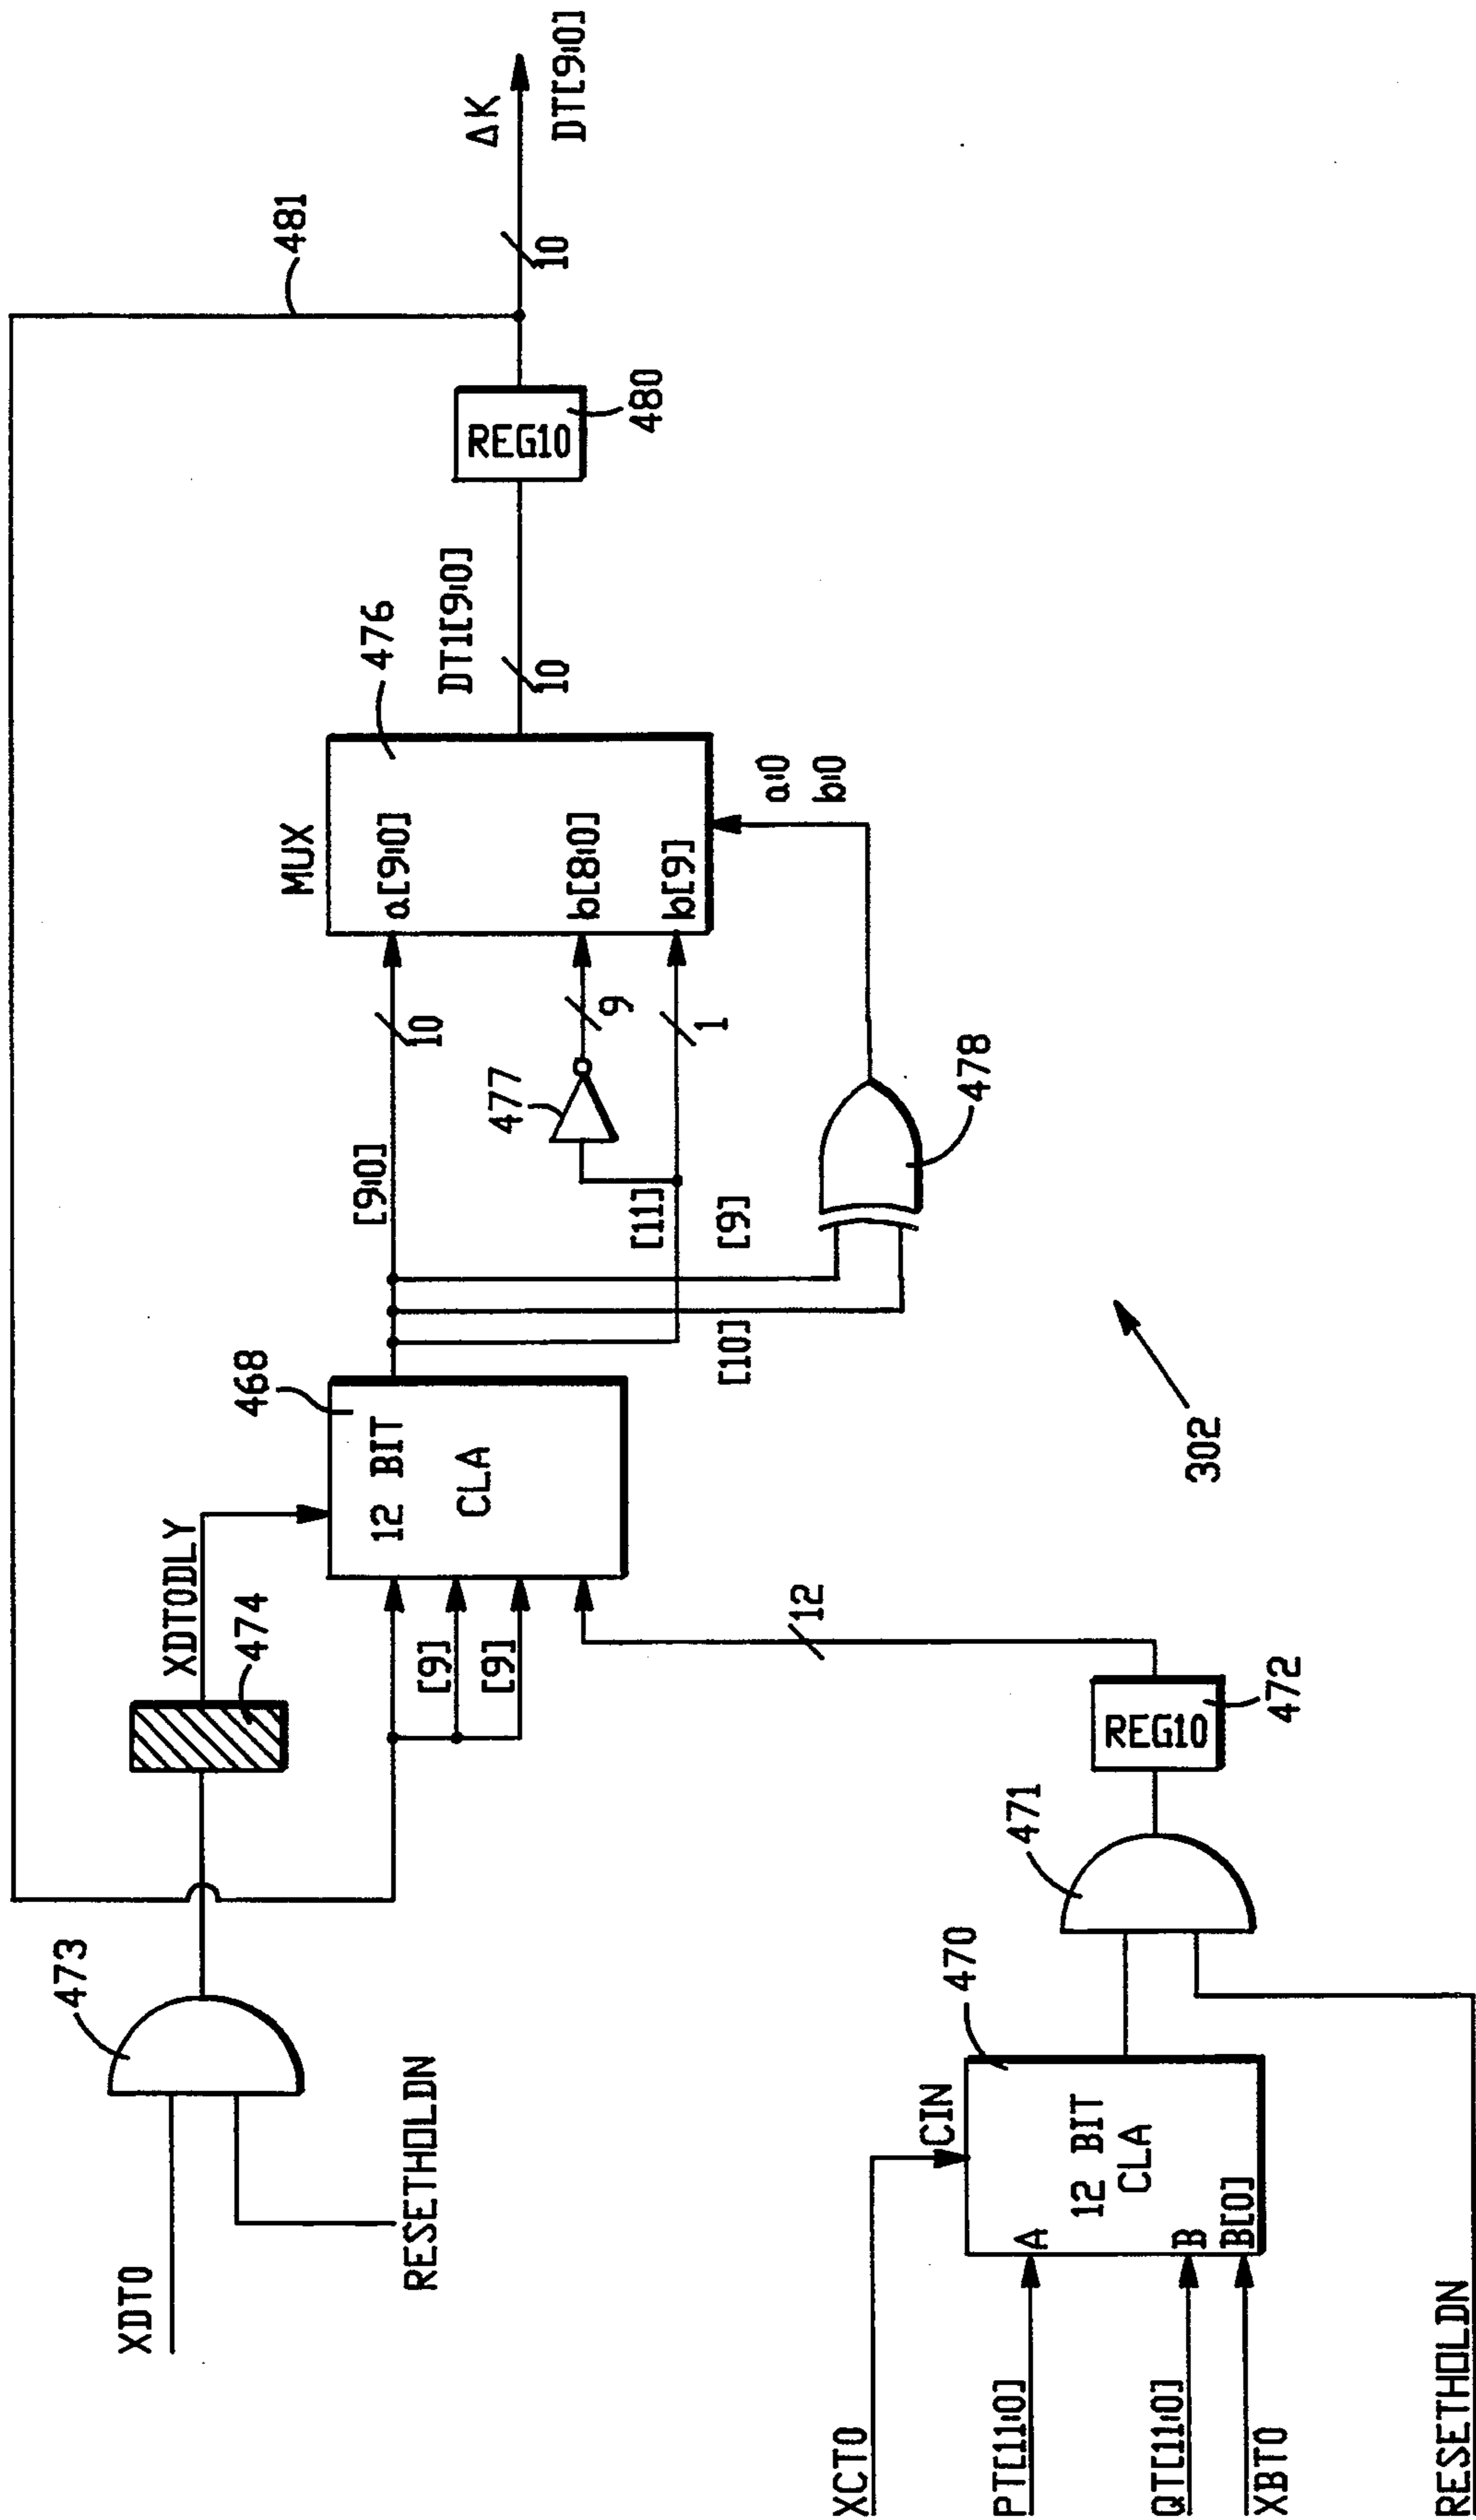 XDT0
RESETHOLDN
473
474
XDTODLY
468
12 BIT
CLA
[9]
[9]
12
[9:0]
[11]
[9]
[10]
477
10
9
1
478
MUX
a[9:0]
b[8:0]
b[9]
476
a:0
b:0
DT1[9:0]
10
REG10
480
481
10
ΔK
DT[9:0]
XCT0
CIN
470
PT[11:0]
A
12 BIT
CLA
QT[11:0]
B
XBT0
B[0]
RESETHOLDN
471
REG10
472
302